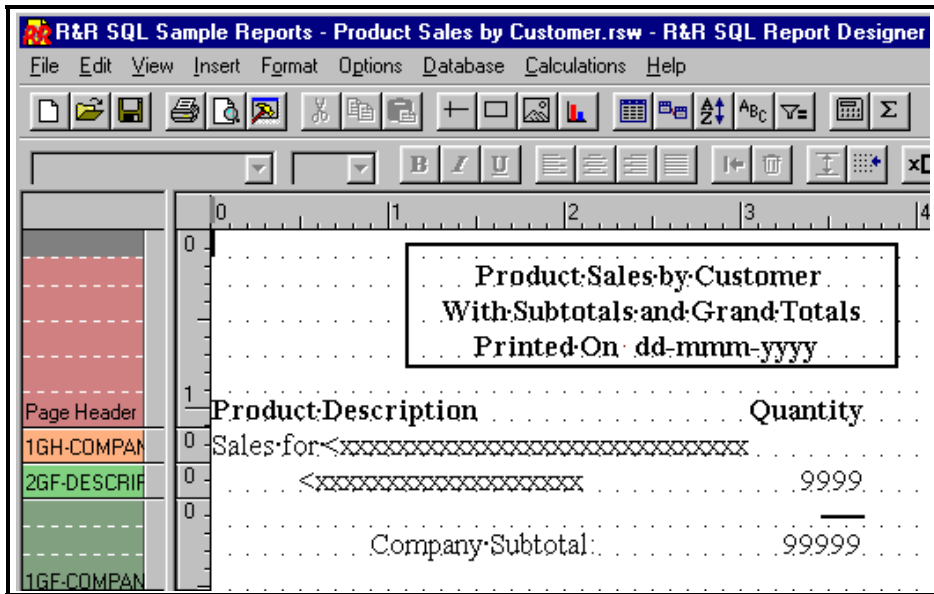 R&R SQL Sample Reports - Product Sales by Customer.rsw - R&R SQL Report Designer
File Edit View Insert Format Options Database Calculations Help
B I U
0 1 2 3 4
0
Product·Sales·by·Customer
With·Subtotals·and·Grand·Totals
Printed·On· dd-mmm-yyyy
1
Page Header Product·Description Quantity
1GH-COMPAN 0 Sales·for·<xxxxxxxxxxxxxxxxxxxxxxxxxxxxx
2GF-DESCRIF 0 <xxxxxxxxxxxxxxxxxxx 9999
0
Company·Subtotal: 99999
1GF-COMPAN